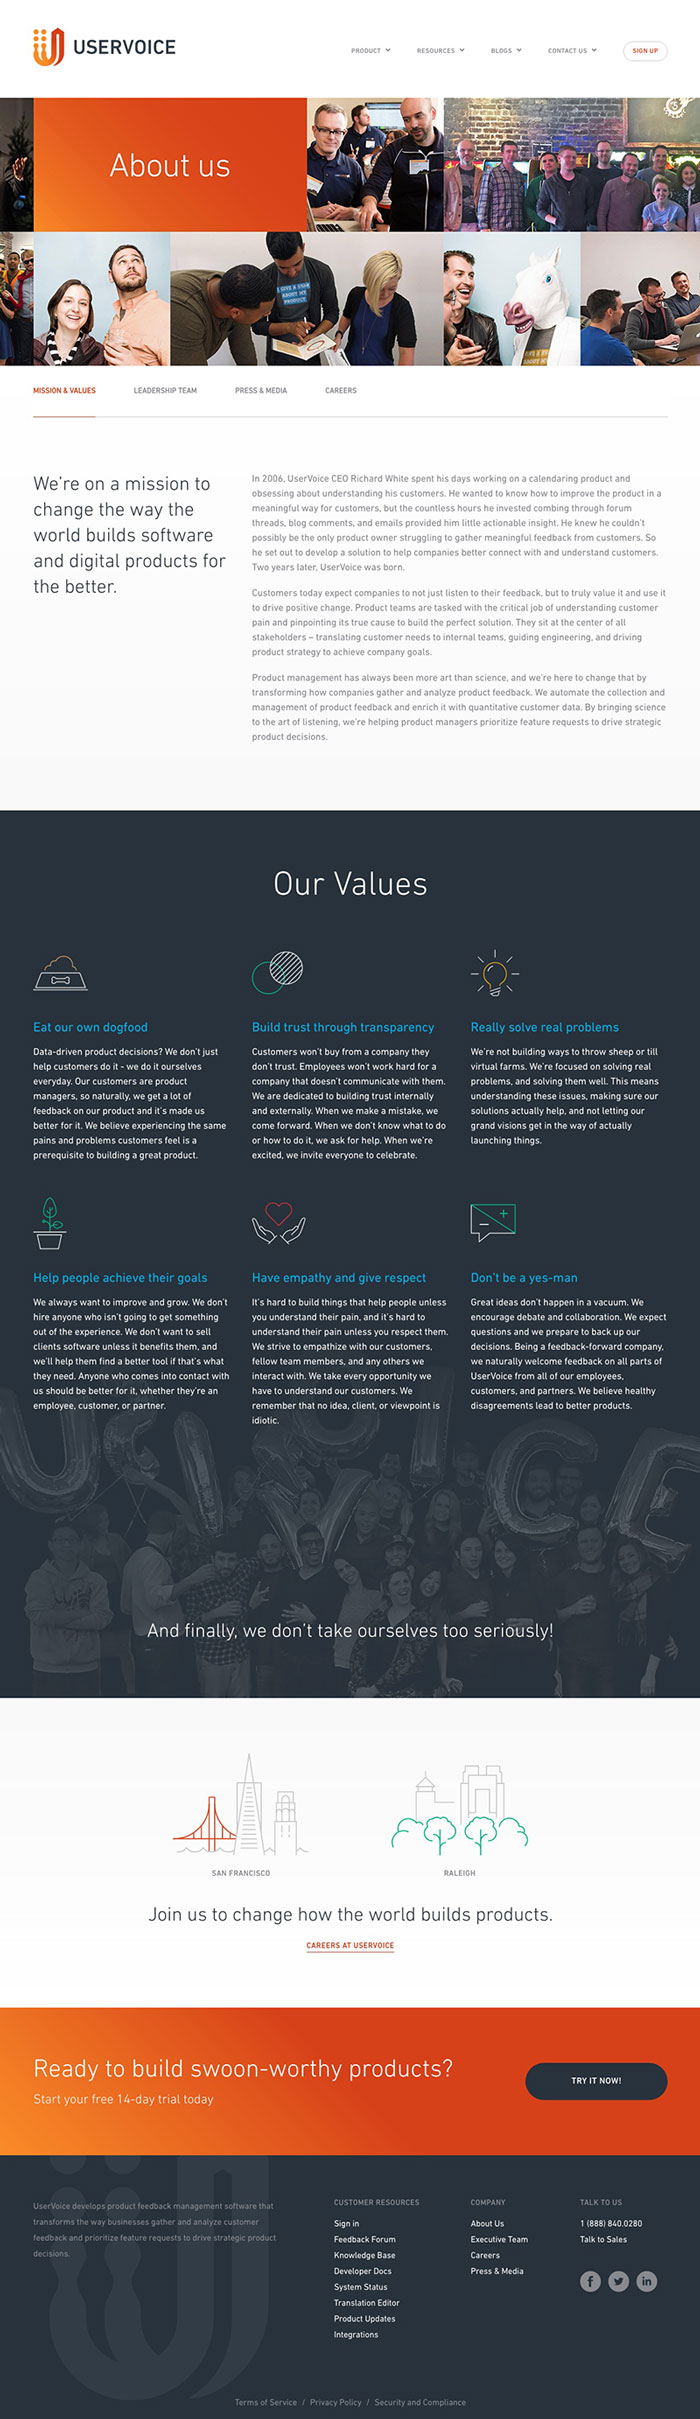 USERVOICE
PRODUCT
RESOURCES
BLOGS
CONTACT US
SIGN UP
About us
MISSION & VALUES
LEADERSHIP TEAM
PRESS & MEDIA
CAREERS
We're on a mission to
change the way the
world builds software
and digital products for
the better.
In 2006, UserVoice CEO Richard White spent his days working on a calendaring product and
obsessing about understanding his customers. He wanted to know how to improve the product in a
meaningful way for customers, but the countless hours he invested combing through forum
threads, blog comments, and emails provided him little actionable insight. He knew he couldn't
possibly be the only product owner struggling to gather meaningful feedback from customers. So
he set out to develop a solution to help companies better connect with and understand customers.
Two years later, UserVoice was born.
Customers today expect companies to not just listen to their feedback, but to truly value it and use it
to drive positive change. Product teams are tasked with the critical job of understanding customer
pain and pinpointing its true cause to build the perfect solution. They sit at the center of all
stakeholders – translating customer needs to internal teams, guiding engineering, and driving
product strategy to achieve company goals.
Product management has always been more art than science, and we're here to change that by
transforming how companies gather and analyze product feedback. We automate the collection and
management of product feedback and enrich it with quantitative customer data. By bringing science
to the art of listening, we're helping product managers prioritize feature requests to drive strategic
product decisions.
Our Values
Eat our own dogfood
Data-driven product decisions? We don't just
help customers do it - we do it ourselves
everyday. Our customers are product
managers, so naturally, we get a lot of
feedback on our product and it's made us
better for it. We believe experiencing the same
pains and problems customers feel is a
prerequisite to building a great product.
Build trust through transparency
Customers won't buy from a company they
don't trust. Employees won't work hard for a
company that doesn't communicate with them.
We are dedicated to building trust internally
and externally. When we make a mistake, we
come forward. When we don't know what to do
or how to do it, we ask for help. When we're
excited, we invite everyone to celebrate.
Really solve real problems
We're not building ways to throw sheep or till
virtual farms. We're focused on solving real
problems, and solving them well. This means
understanding these issues, making sure our
solutions actually help, and not letting our
grand visions get in the way of actually
launching things.
Help people achieve their goals
We always want to improve and grow. We don't
hire anyone who isn't going to get something
out of the experience. We don't want to sell
clients software unless it benefits them, and
we'll help them find a better tool if that's what
they need. Anyone who comes into contact with
us should be better for it, whether they're an
employee, customer, or partner.
Have empathy and give respect
It's hard to build things that help people unless
you understand their pain, and it's hard to
understand their pain unless you respect them.
We strive to empathize with our customers,
fellow team members, and any others we
interact with. We take every opportunity we
have to understand our customers. We
remember that no idea, client, or viewpoint is
idiotic.
Don't be a yes-man
Great ideas don't happen in a vacuum. We
encourage debate and collaboration. We expect
questions and we prepare to back up our
decisions. Being a feedback-forward company,
we naturally welcome feedback on all parts of
UserVoice from all of our employees,
customers, and partners. We believe healthy
disagreements lead to better products.
And finally, we don't take ourselves too seriously!
SAN FRANCISCO
RALEIGH
Join us to change how the world builds products.
CAREERS AT USERVOICE
Ready to build swoon-worthy products?
Start your free 14-day trial today
TRY IT NOW!
UserVoice develops product feedback management software that
transforms the way businesses gather and analyze customer
feedback and prioritize feature requests to drive strategic product
decisions.
CUSTOMER RESOURCES
Sign in
Feedback Forum
Knowledge Base
Developer Docs
System Status
Translation Editor
Product Updates
Integrations
COMPANY
About Us
Executive Team
Careers
Press & Media
TALK TO US
1 (888) 840.0280
Talk to Sales
Terms of Service / Privacy Policy / Security and Compliance